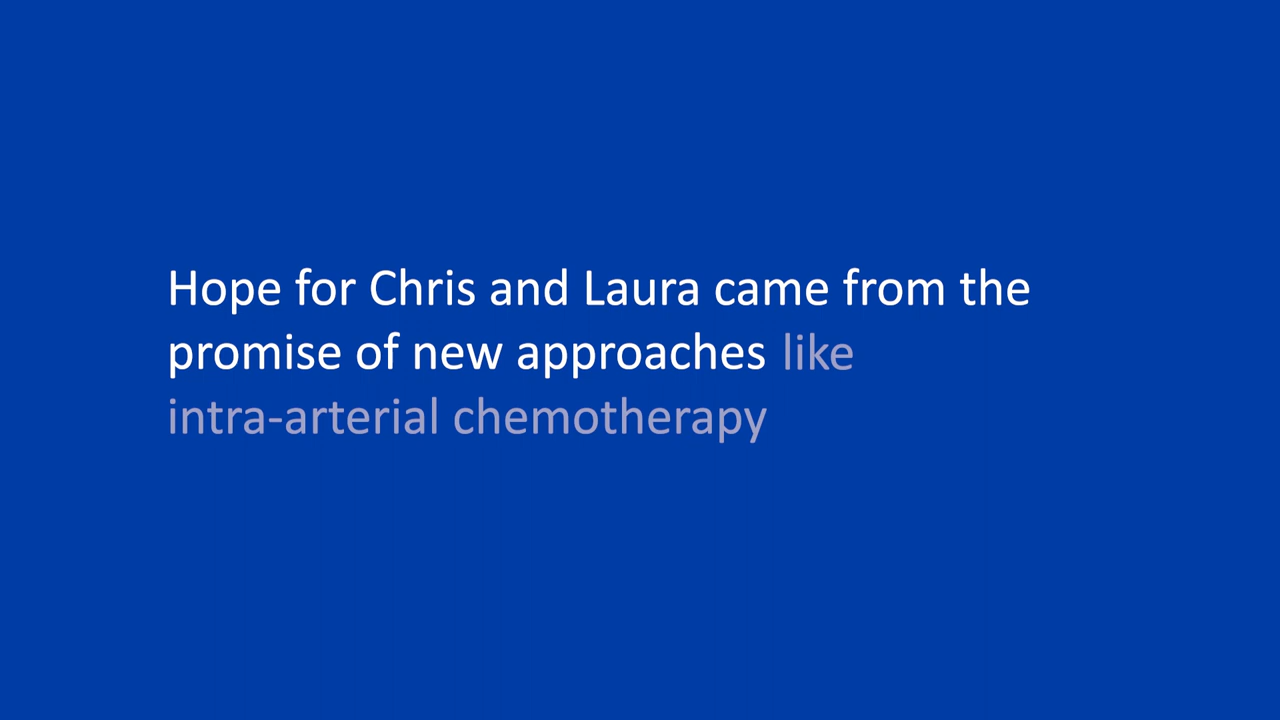 Hope for Chris and Laura came from the
promise of new approaches like
intra-arterial chemotherapy